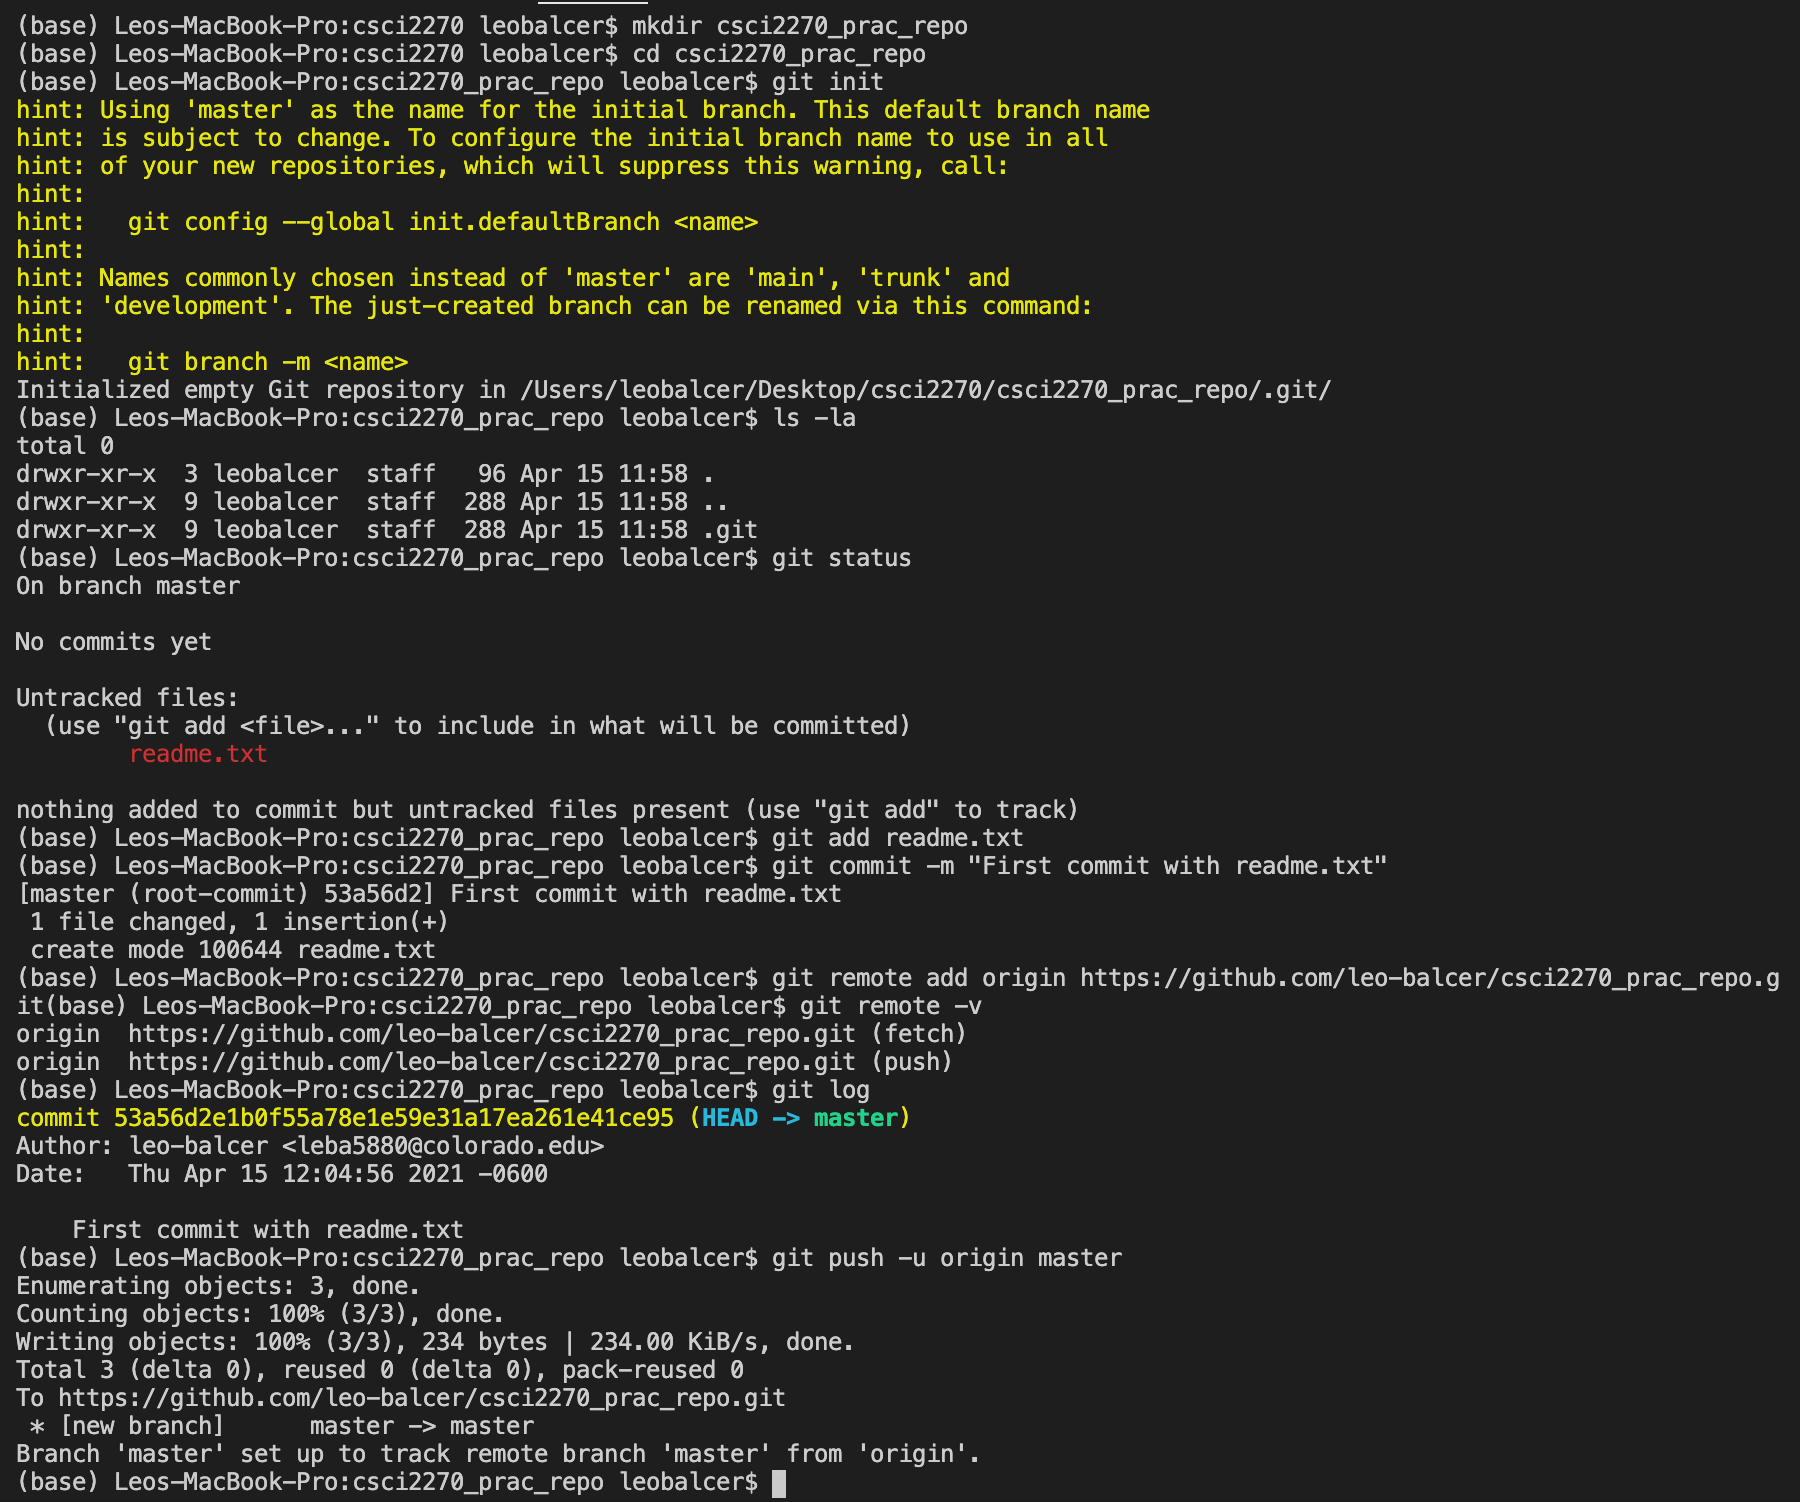 (base) Leos-MacBook-Pro:csci2270 leobalcer$ mkdir csci2270_prac_repo
(base) Leos-MacBook-Pro:csci2270 leobalcer$ cd csci2270_prac_repo
(base) Leos-MacBook-Pro:csci2270_prac_repo leobalcer$ git init
hint: Using 'master' as the name for the initial branch. This default branch name
hint: is subject to change. To configure the initial branch name to use in all
hint: of your new repositories, which will suppress this warning, call:
hint:
hint:   git config --global init.defaultBranch <name>
hint:
hint: Names commonly chosen instead of 'master' are 'main', 'trunk' and
hint: 'development'. The just-created branch can be renamed via this command:
hint:
hint:   git branch -m <name>
Initialized empty Git repository in /Users/leobalcer/Desktop/csci2270/csci2270_prac_repo/.git/
(base) Leos-MacBook-Pro:csci2270_prac_repo leobalcer$ ls -la
total 0
drwxr-xr-x  3 leobalcer  staff   96 Apr 15 11:58 .
drwxr-xr-x  9 leobalcer  staff  288 Apr 15 11:58 ..
drwxr-xr-x  9 leobalcer  staff  288 Apr 15 11:58 .git
(base) Leos-MacBook-Pro:csci2270_prac_repo leobalcer$ git status
On branch master

No commits yet

Untracked files:
  (use "git add <file>..." to include in what will be committed)
        readme.txt

nothing added to commit but untracked files present (use "git add" to track)
(base) Leos-MacBook-Pro:csci2270_prac_repo leobalcer$ git add readme.txt
(base) Leos-MacBook-Pro:csci2270_prac_repo leobalcer$ git commit -m "First commit with readme.txt"
[master (root-commit) 53a56d2] First commit with readme.txt
 1 file changed, 1 insertion(+)
 create mode 100644 readme.txt
(base) Leos-MacBook-Pro:csci2270_prac_repo leobalcer$ git remote add origin https://github.com/leo-balcer/csci2270_prac_repo.g
it(base) Leos-MacBook-Pro:csci2270_prac_repo leobalcer$ git remote -v
origin  https://github.com/leo-balcer/csci2270_prac_repo.git (fetch)
origin  https://github.com/leo-balcer/csci2270_prac_repo.git (push)
(base) Leos-MacBook-Pro:csci2270_prac_repo leobalcer$ git log
commit 53a56d2e1b0f55a78e1e59e31a17ea261e41ce95 (HEAD -> master)
Author: leo-balcer <leba5880@colorado.edu>
Date:   Thu Apr 15 12:04:56 2021 -0600

    First commit with readme.txt
(base) Leos-MacBook-Pro:csci2270_prac_repo leobalcer$ git push -u origin master
Enumerating objects: 3, done.
Counting objects: 100% (3/3), done.
Writing objects: 100% (3/3), 234 bytes | 234.00 KiB/s, done.
Total 3 (delta 0), reused 0 (delta 0), pack-reused 0
To https://github.com/leo-balcer/csci2270_prac_repo.git
 * [new branch]      master -> master
Branch 'master' set up to track remote branch 'master' from 'origin'.
(base) Leos-MacBook-Pro:csci2270_prac_repo leobalcer$